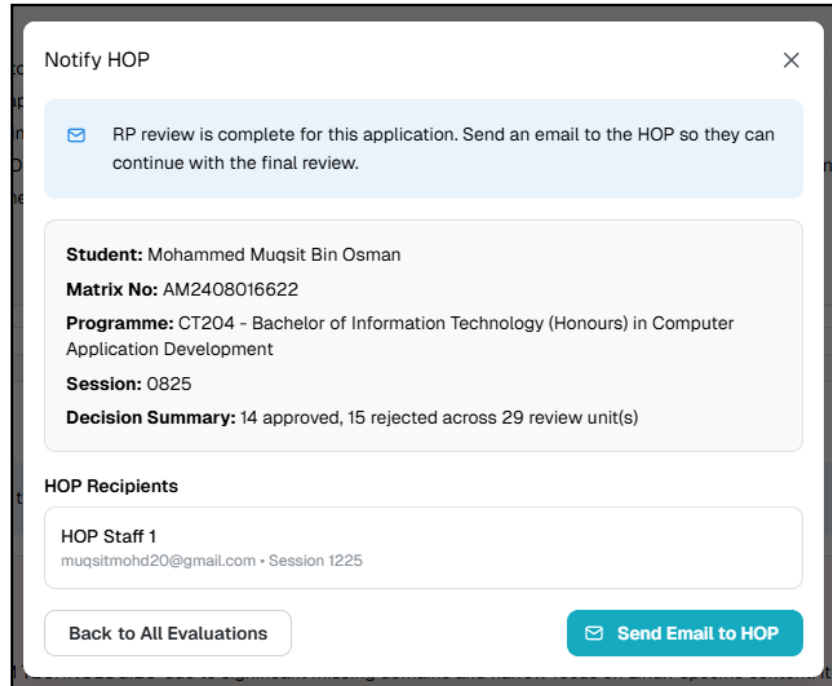 Notify HOP
RP review is complete for this application. Send an email to the HOP so they can
continue with the final review.
Student: Mohammed Muqsit Bin Osman
Matrix No: AM2408016622
Programme: CT204 - Bachelor of Information Technology (Honours) in Computer
Application Development
Session: 0825
Decision Summary: 14 approved, 15 rejected across 29 review unit(s)
HOP Recipients
HOP Staff 1
muqsitmohd20@gmail.com • Session 1225
Back to All Evaluations
Send Email to HOP